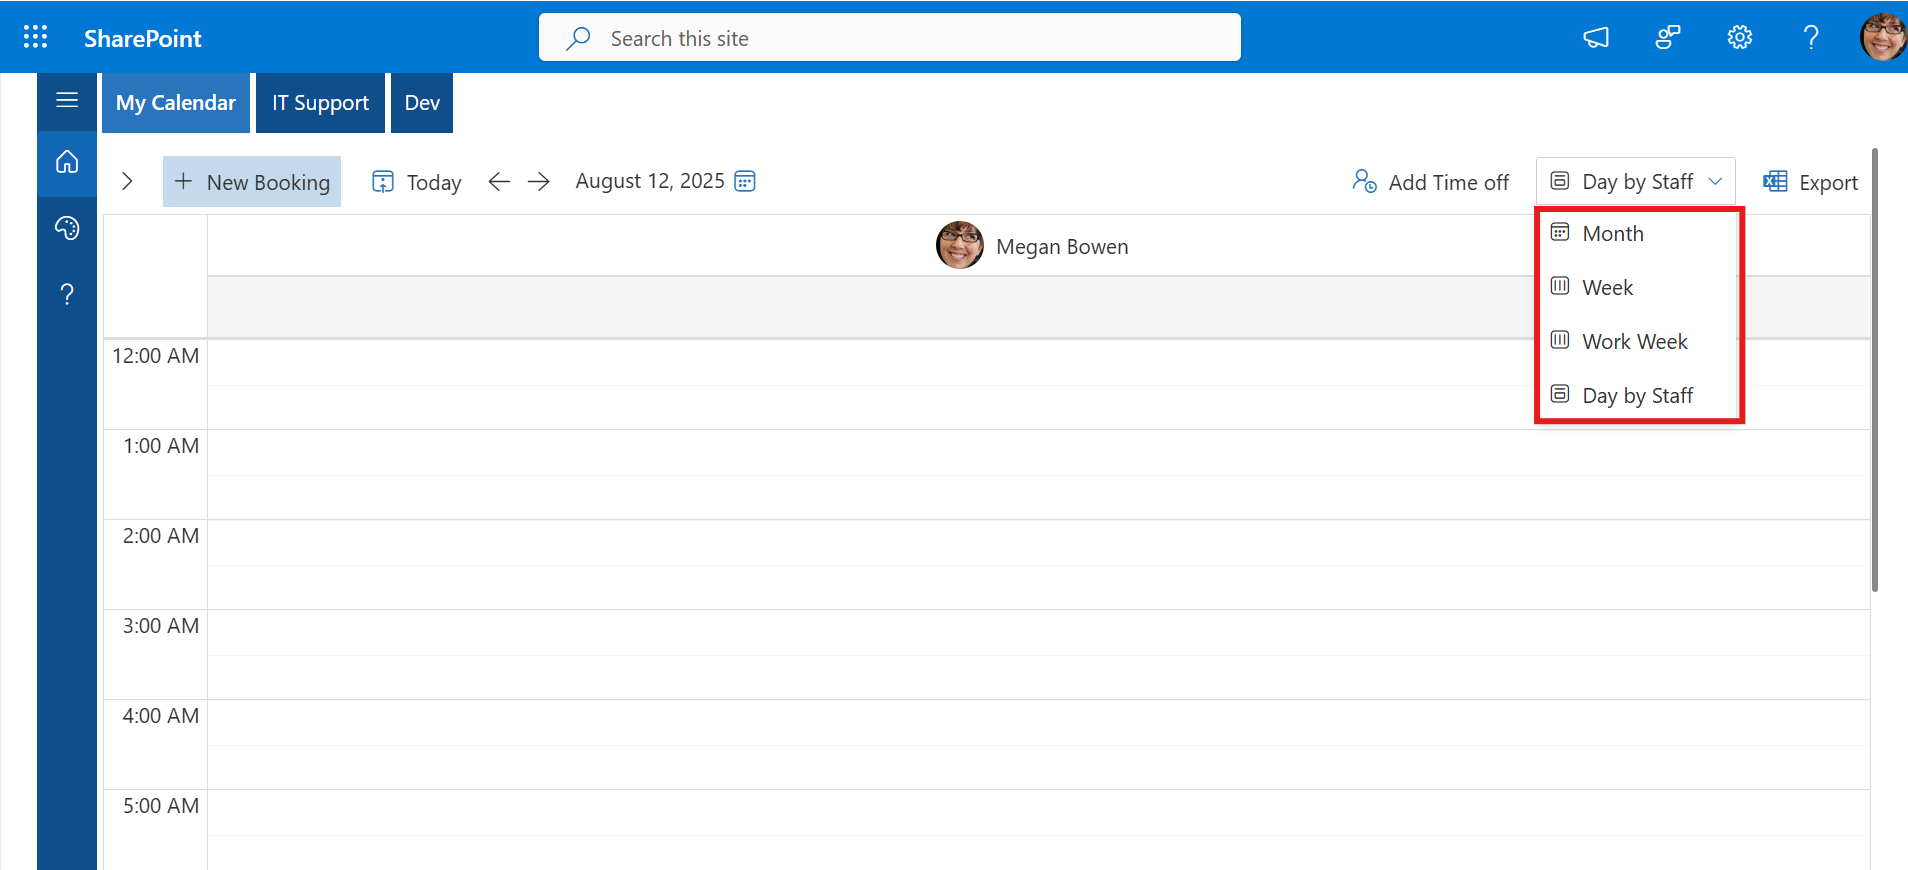 SharePoint
Search this site
My Calendar
IT Support
Dev
New Booking
Today
August 12, 2025
Add Time off
Day by Staff
Export
Megan Bowen
Month
Week
Work Week
Day by Staff
12:00 AM
1:00 AM
2:00 AM
3:00 AM
4:00 AM
5:00 AM